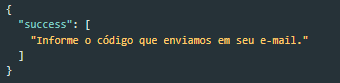 {
"success": [
"Informe o código que enviamos em seu e-mail."
]
}